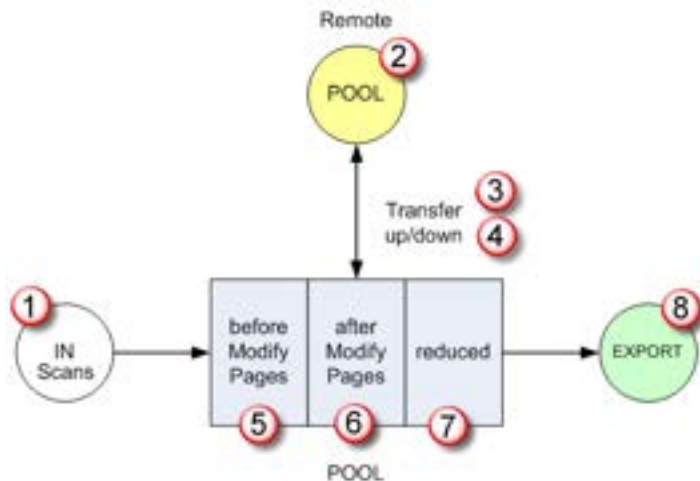 Remote
2
POOL
3
Transfer
up/down
4
1
IN
Scans
before
Modify
Pages
5
after
Modify
Pages
6
reduced
7
8
EXPORT
POOL